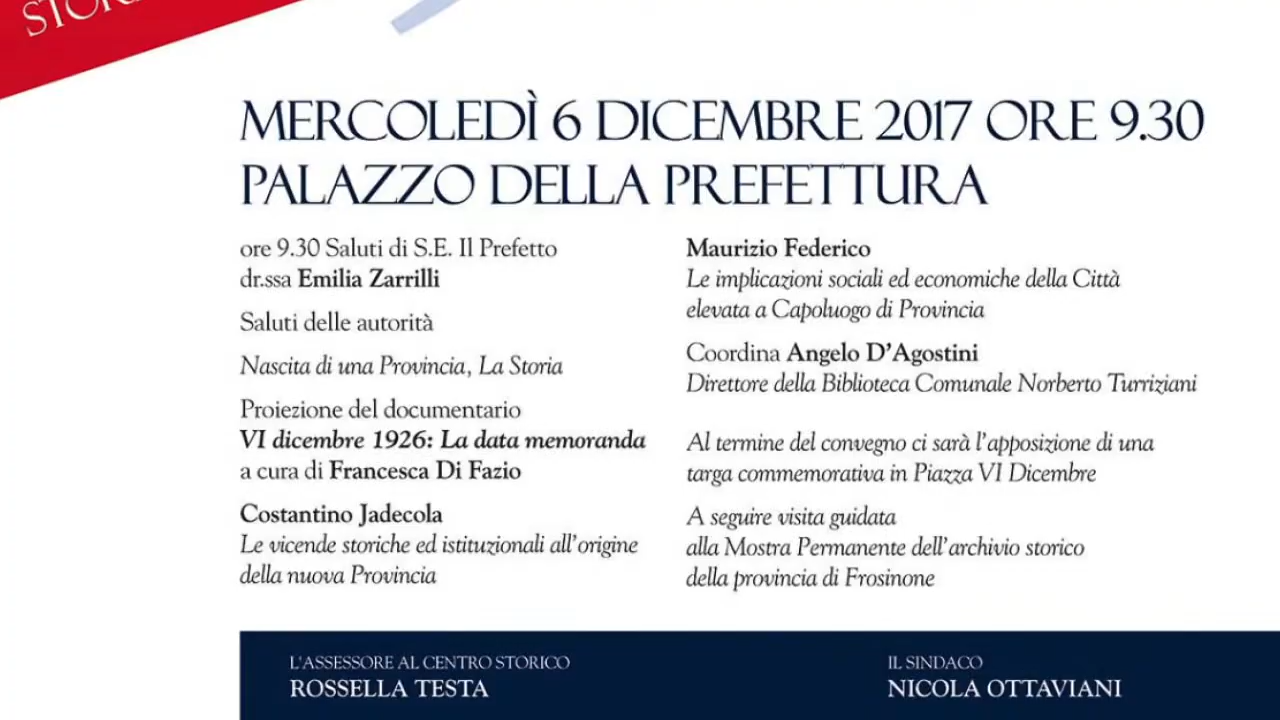 MERCOLEDÌ 6 DICEMBRE 2017 ORE 9.30
PALAZZO DELLA PREFETTURA
ore 9.30 Saluti di S.E. Il Prefetto
dr.ssa Emilia Zarrilli
Saluti delle autorità
Nascita di una Provincia, La Storia
Proiezione del documentario
VI dicembre 1926: La data memoranda
a cura di Francesca Di Fazio
Costantino Jadecola
Le vicende storiche ed istituzionali all'origine
della nuova Provincia
Maurizio Federico
Le implicazioni sociali ed economiche della Città
elevata a Capoluogo di Provincia
Coordina Angelo D'Agostini
Direttore della Biblioteca Comunale Norberto Turriziani
Al termine del convegno ci sarà l'apposizione di una
targa commemorativa in Piazza VI Dicembre
A seguire visita guidata
alla Mostra Permanente dell'archivio storico
della provincia di Frosinone
L'ASSESSORE AL CENTRO STORICO
ROSSELLA TESTA
IL SINDACO
NICOLA OTTAVIANI